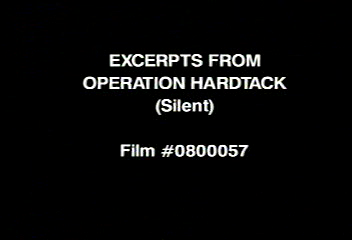 EXCERPTS FROM
OPERATION HARDTACK
(Silent)
Film #0800057